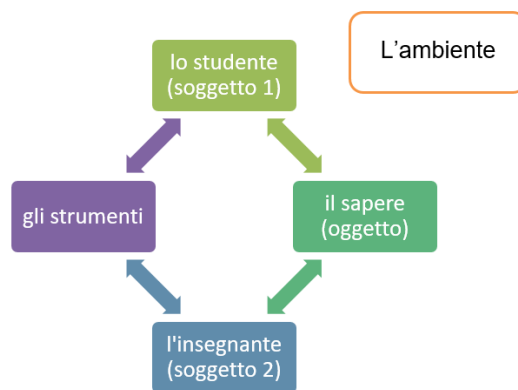 L'ambiente
lo studente
(soggetto 1)
gli strumenti
il sapere
(oggetto)
l'insegnante
(soggetto 2)